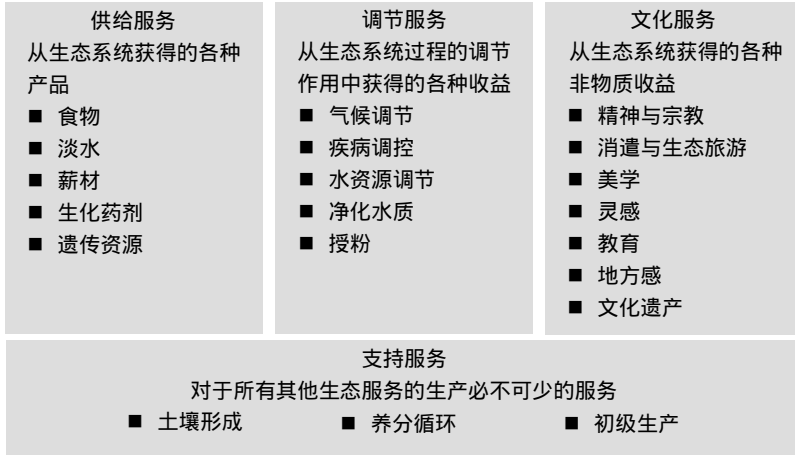 供给服务
从生态系统获得的各种
产品
■ 食物
■ 淡水
■ 薪材
■ 生化药剂
■ 遗传资源
调节服务
从生态系统过程的调节
作用中获得的各种收益
■ 气候调节
■ 疾病调控
■ 水资源调节
■ 净化水质
■ 授粉
文化服务
从生态系统获得的各种
非物质收益
■ 精神与宗教
■ 消遣与生态旅游
■ 美学
■ 灵感
■ 教育
■ 地方感
■ 文化遗产
支持服务
对于所有其他生态服务的生产必不可少的服务
■ 土壤形成 ■ 养分循环 ■ 初级生产